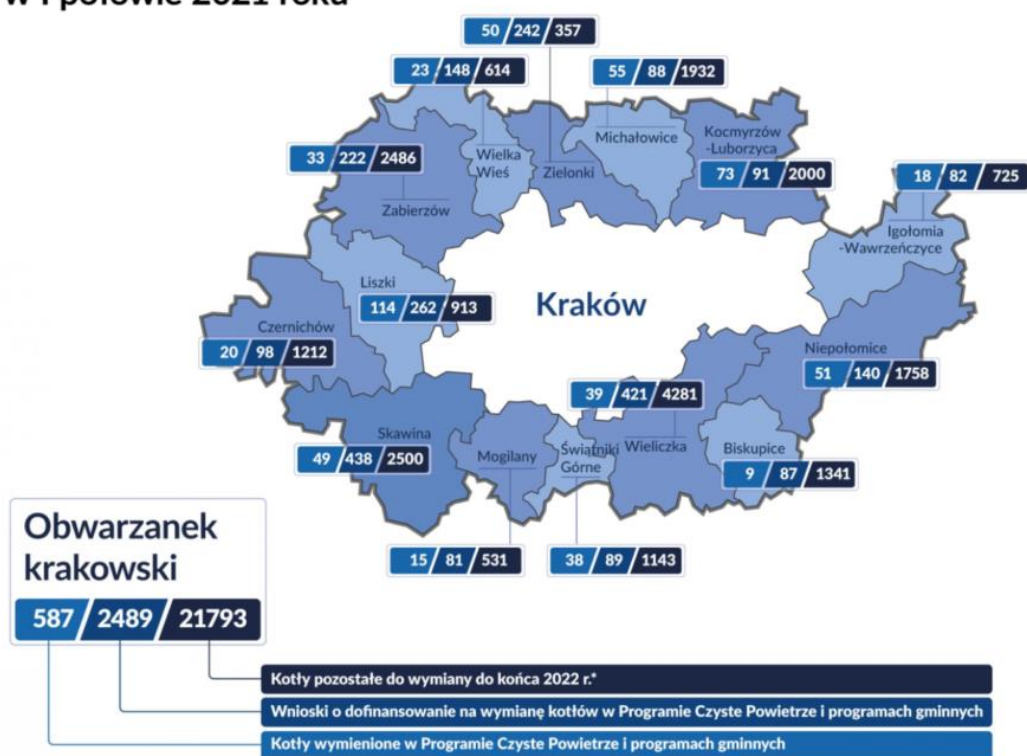 w I połowie 2021 roku
50 242 357
23 148 614
55 88 1932
Michałowice
Kocmyrzów
-Luborzyca
73 91 2000
33 222 2486
Wielka
Wieś
Zielonki
Zabierzów
18 82 725
Igołomia
-Wawrzeńczyce
Liszki
114 262 913
Kraków
Czernichów
20 98 1212
Niepołomice
51 140 1758
39 421 4281
Skawina
49 438 2500
Mogilany
Świątniki
Górne
Wieliczka
Biskupice
9 87 1341
15 81 531
38 89 1143
Obwarzanek
krakowski
587 2489 21793
Kotły pozostałe do wymiany do końca 2022 r.*
Wnioski o dofinansowanie na wymianę kotłów w Programie Czyste Powietrze i programach gminnych
Kotły wymienione w Programie Czyste Powietrze i programach gminnych